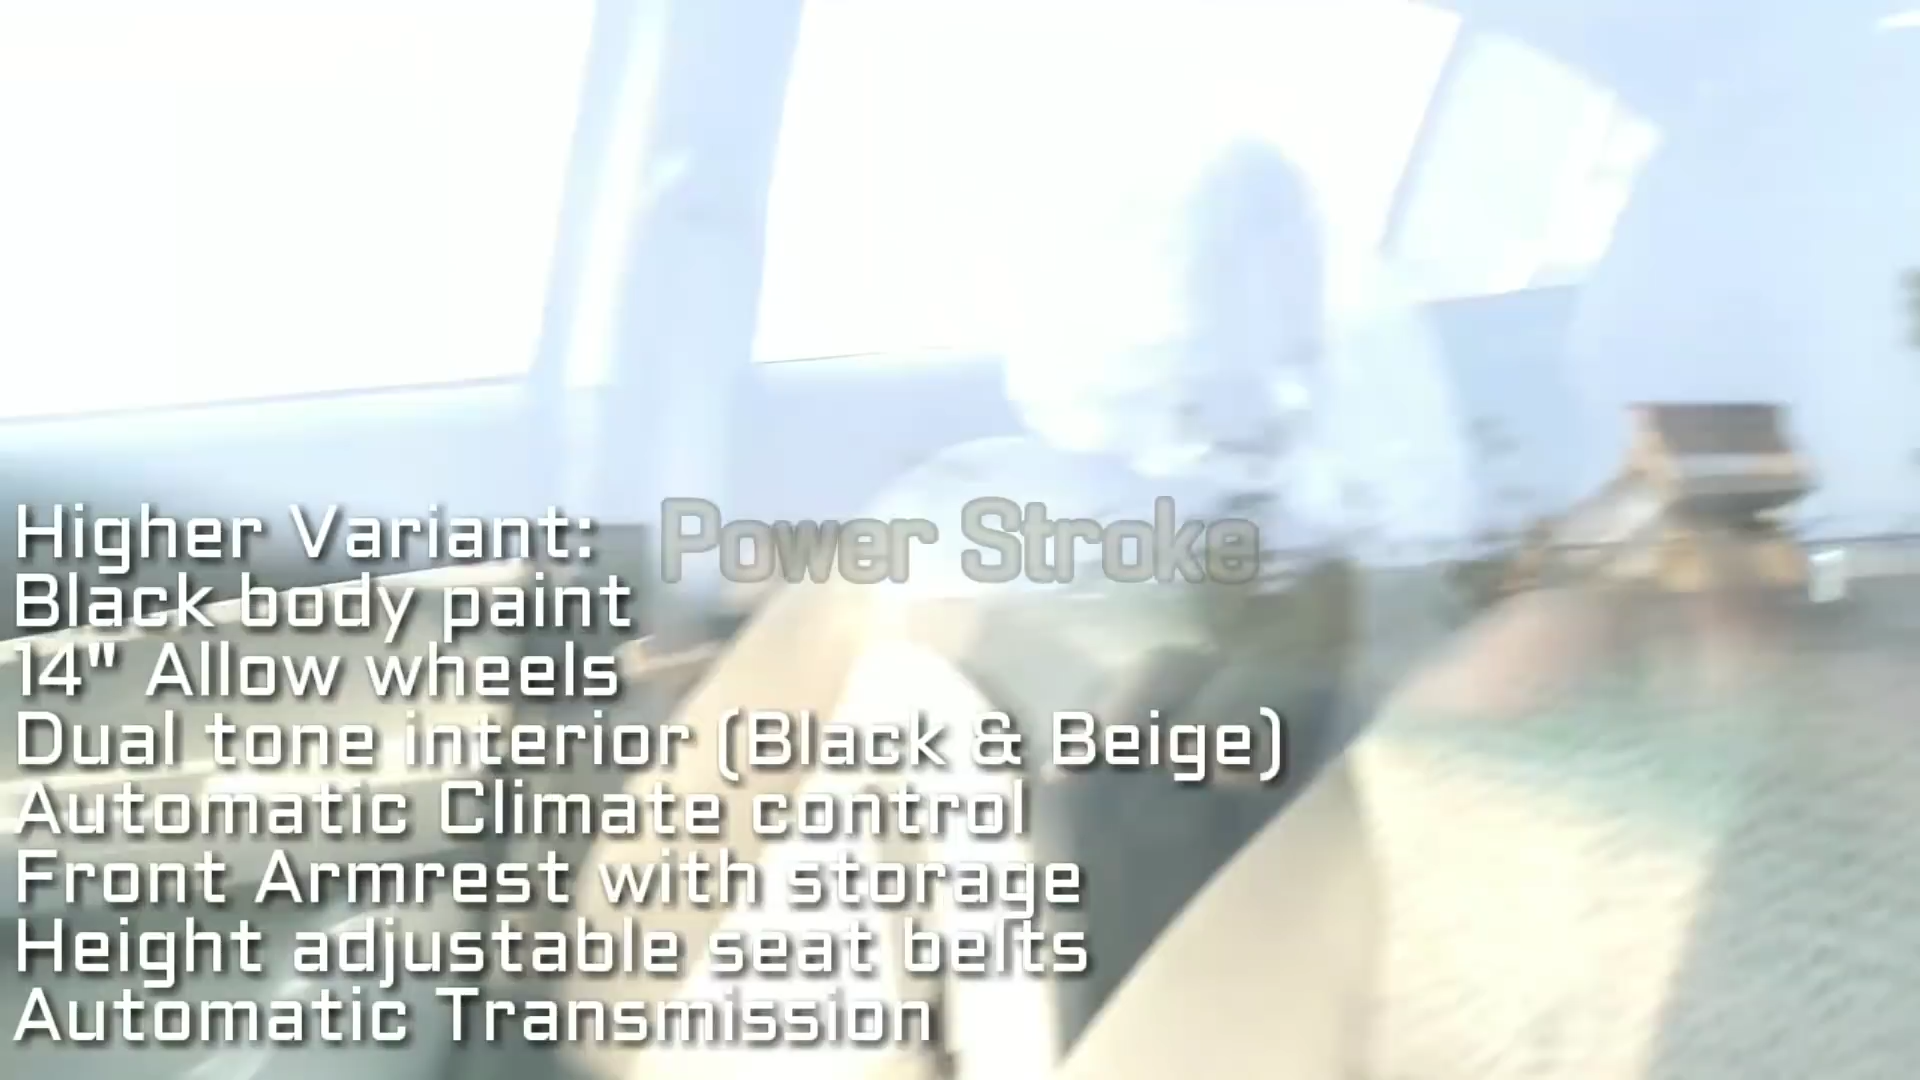 Power Stroke
Higher Variant:
Black body paint
14" Allow wheels
Dual tone interior (Black & Beige)
Automatic Climate control
Front Armrest with storage
Height adjustable seat belts
Automatic Transmission